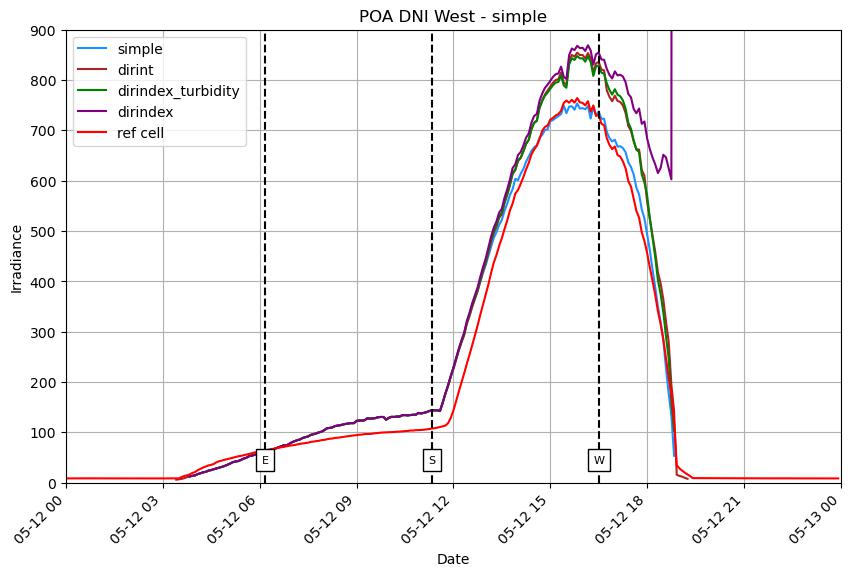 POA DNI West - simple
900
800
700
600
500
400
300
200
100
0
Irradiance
simple
dirint
dirindex_turbidity
dirindex
ref cell
E
S
W
05-12 00
05-12 03
05-12 06
05-12 09
05-12 12
05-12 15
05-12 18
05-12 21
05-13 00
Date